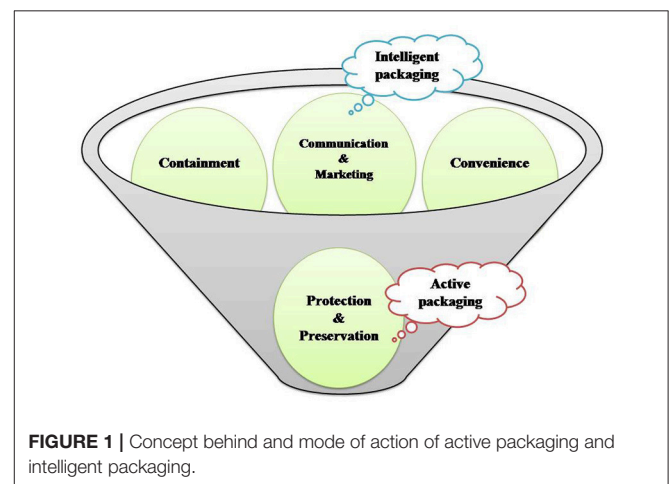 Intelligent
packaging
Containment
Communication
&
Marketing
Convenience
Active
packaging
Protection
&
Preservation
FIGURE 1 | Concept behind and mode of action of active packaging and
intelligent packaging.